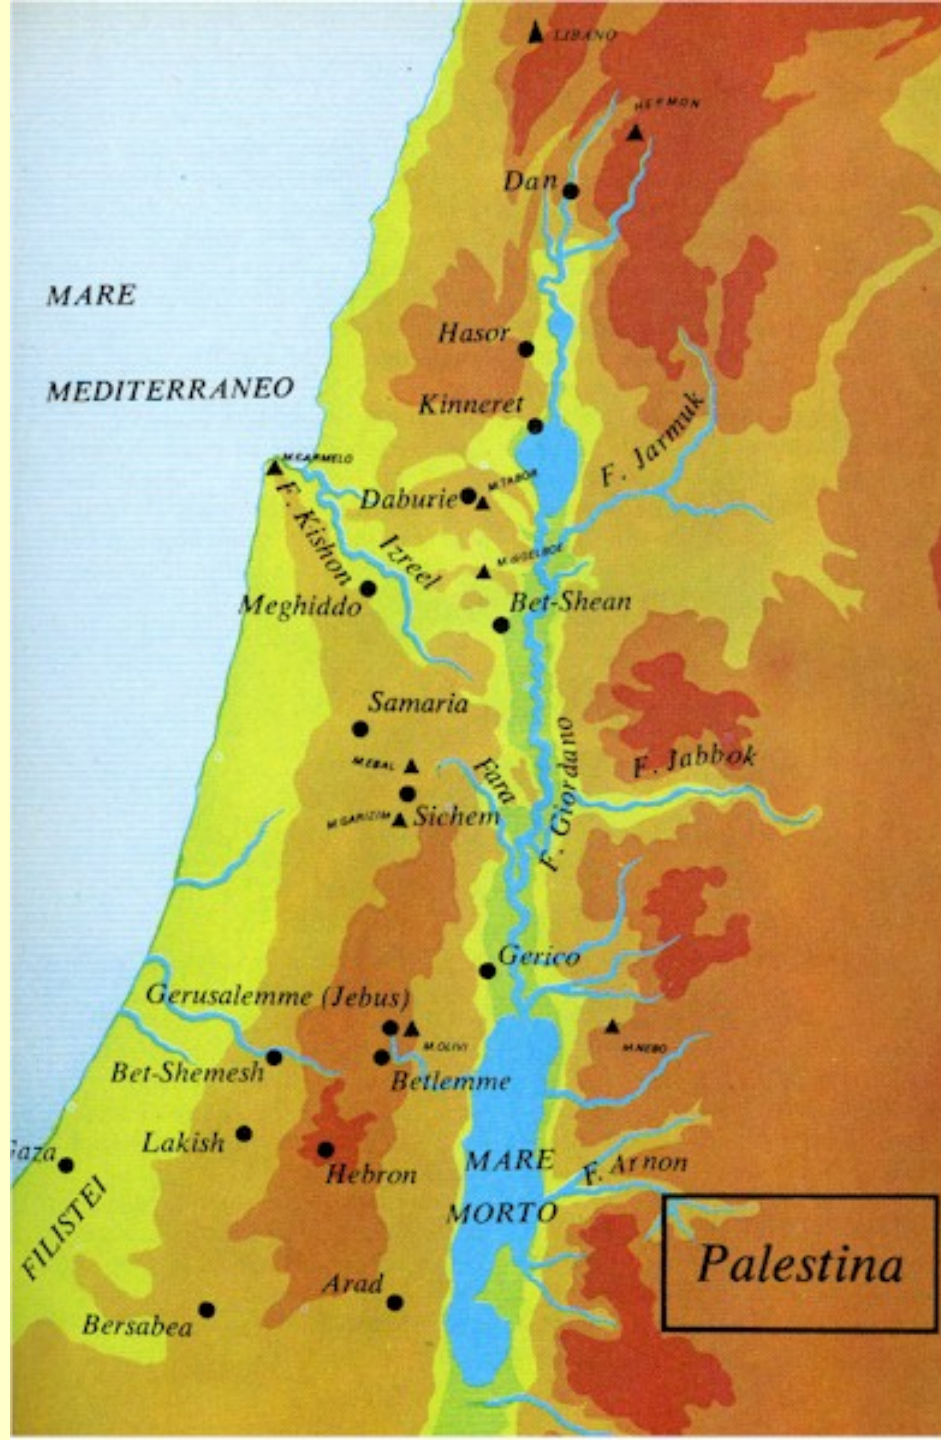 LIBANO
HERMON
Dan
MARE
MEDITERRANEO
Hasor
Kinneret
F. Jarmuk
M.CARMELO
Daburie
M.TABOR
F. Kishon
Izreel
M.GELBOE
Meghiddo
Bet-Shean
Samaria
M.EBAL
Fara
F. Giordano
F. Jabbok
M.GARIZIM
Sichem
Gerico
Gerusalemme (Jebus)
M.OLIVI
M.NEBO
Bet-Shemesh
Betlemme
Lakish
Hebron
MARE
MORTO
F. Arnon
aza
FILISTEI
Palestina
Arad
Bersabea